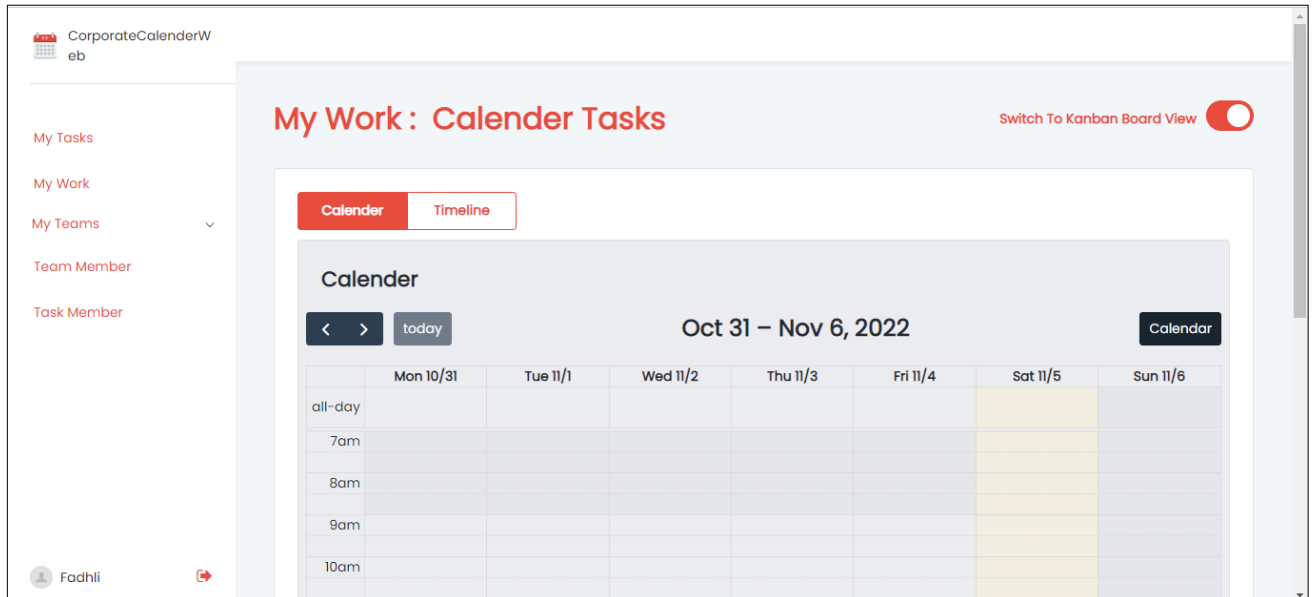 CorporateCalenderW
eb
My Tasks
My Work
My Teams
Team Member
Task Member
Fadhli
My Work : Calender Tasks
Switch To Kanban Board View
Calender Timeline
Calender
today Oct 31 – Nov 6, 2022 Calendar
Mon 10/31 Tue 11/1 Wed 11/2 Thu 11/3 Fri 11/4 Sat 11/5 Sun 11/6
all-day
7am
8am
9am
10am